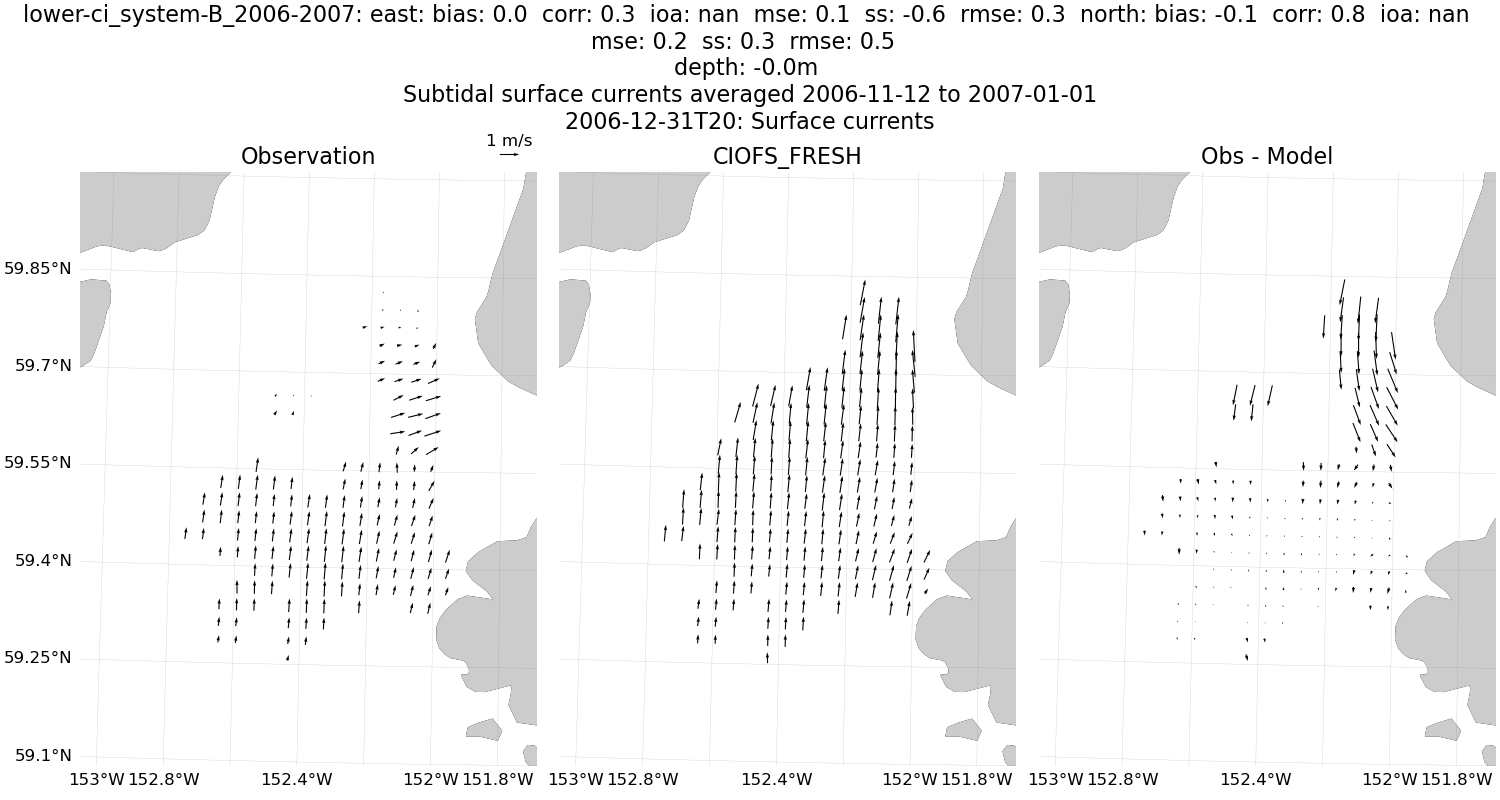 lower-ci_system-B_2006-2007: east: bias: 0.0  corr: 0.3  ioa: nan  mse: 0.1  ss: -0.6  rmse: 0.3  north: bias: -0.1  corr: 0.8  ioa: nan
mse: 0.2  ss: 0.3  rmse: 0.5
depth: -0.0m
Subtidal surface currents averaged 2006-11-12 to 2007-01-01
2006-12-31T20: Surface currents
1 m/s
Observation
CIOFS_FRESH
Obs - Model
59.85°N
59.7°N
59.55°N
59.4°N
59.25°N
59.1°N
153°W 152.8°W 152.4°W 152°W 151.8°W
153°W 152.8°W 152.4°W 152°W 151.8°W
153°W 152.8°W 152.4°W 152°W 151.8°W